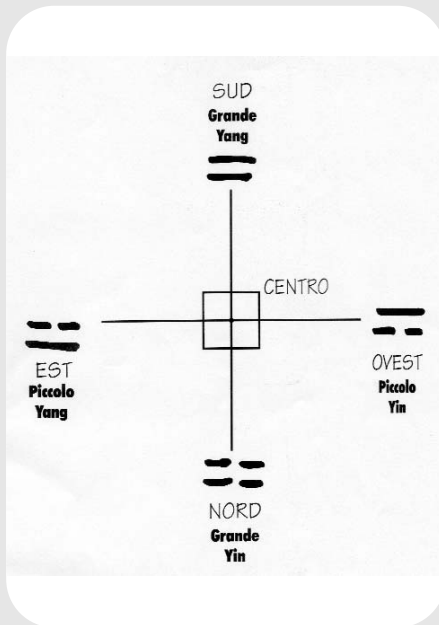 SUD
Grande
Yang
CENTRO
EST
Piccolo
Yang
OVEST
Piccolo
Yin
NORD
Grande
Yin